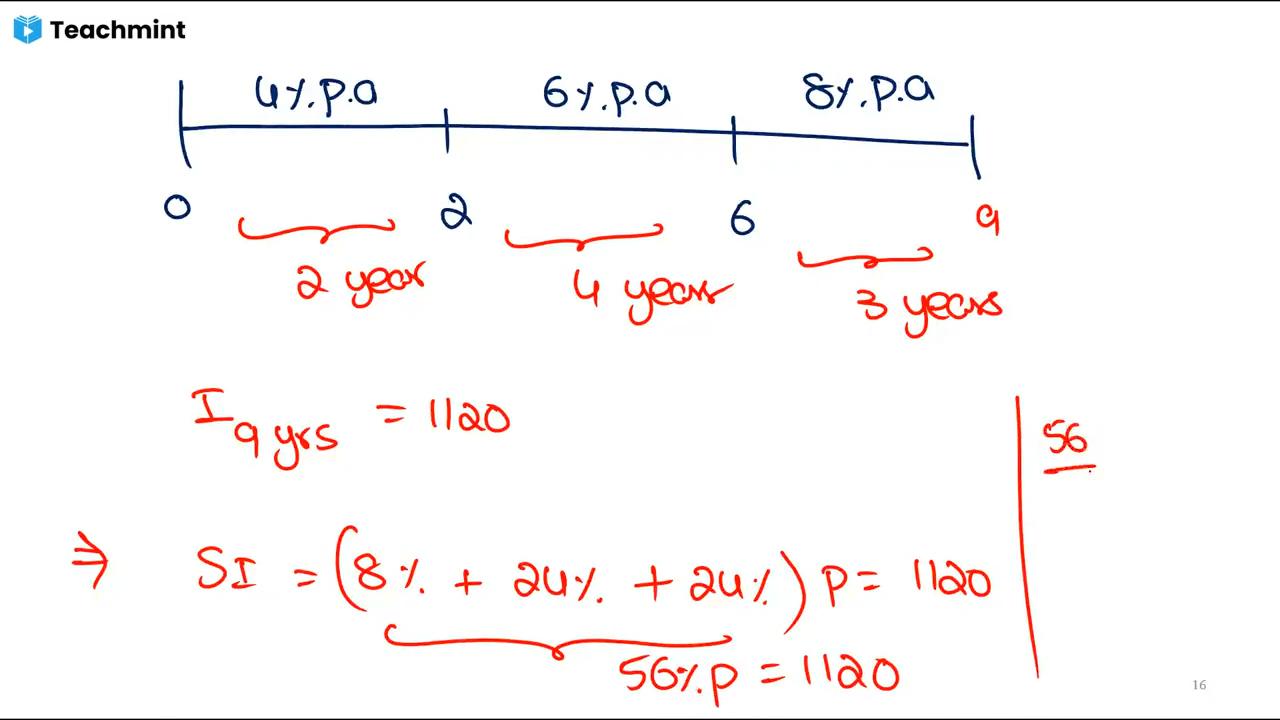 Teachmint
4%.p.a 6%.p.a 8%.p.a
0 2 6 9
2 year 4 years 3 years
I 9 yrs = 1120
56
⇒ SI = (8% + 24% + 24%) P = 1120
56%P = 1120
16